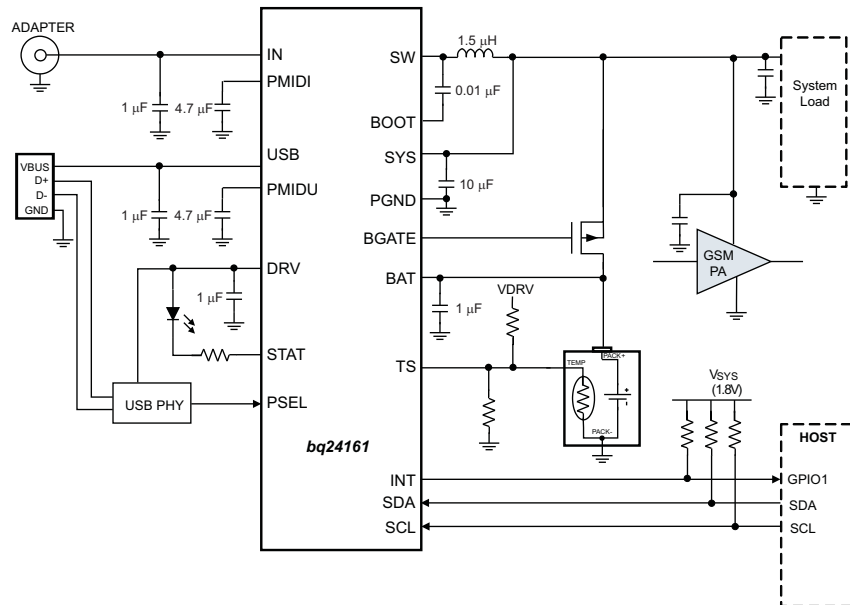 ADAPTER
IN
PMIDI
1 µF
4.7 µF
VBUS
D+
D-
GND
USB
PMIDU
1 µF
4.7 µF
DRV
1 µF
STAT
USB PHY
PSEL
bq24161
SW
1.5 µH
0.01 µF
BOOT
SYS
10 µF
PGND
BGATE
BAT
1 µF
VDRV
TS
TEMP
PACK+
+
-
PACK-
INT
SDA
SCL
System
Load
GSM
PA
VSYS
(1.8V)
HOST
GPIO1
SDA
SCL